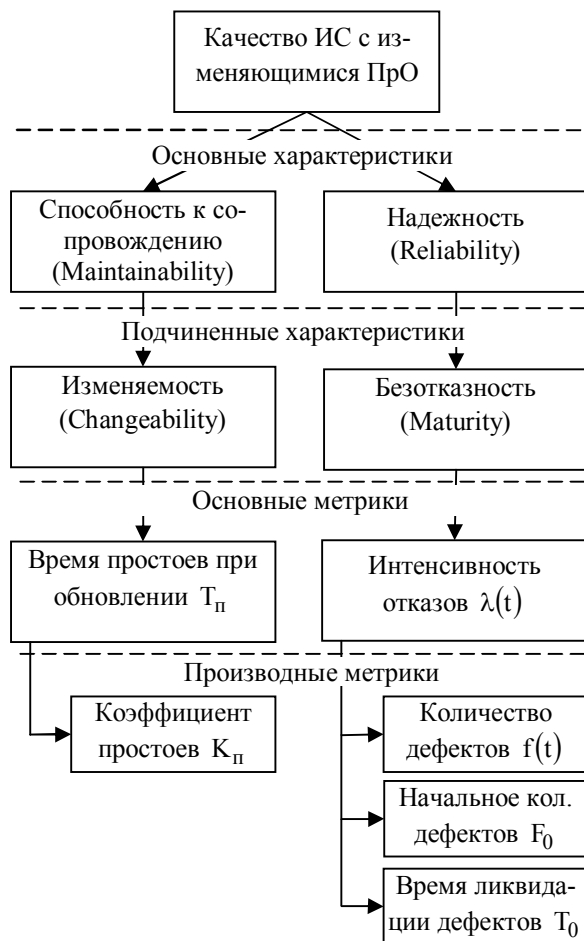 Качество ИС с из-
меняющимися ПрО
Основные характеристики
Способность к со-
провождению
(Maintainability)
Надежность
(Reliability)
Подчиненные характеристики
Изменяемость
(Changeability)
Безотказность
(Maturity)
Основные метрики
Время простоев при
обновлении Tп
Интенсивность
отказов λ(t)
Производные метрики
Коэффициент
простоев Kп
Количество
дефектов f(t)
Начальное кол.
дефектов F0
Время ликвида-
ции дефектов T0